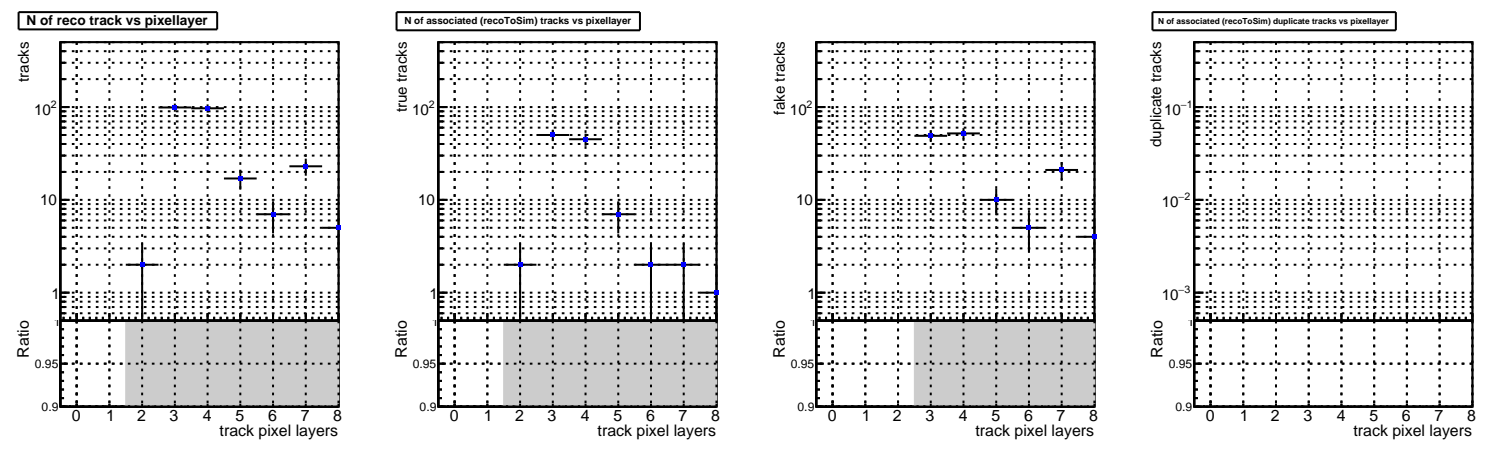 N of reco track vs pixellayer
tracks
10²
10
1
Ratio
1
0.95
0.9
0 1 2 3 4 5 6 7 8
track pixel layers
N of associated (recoToSim) tracks vs pixellayer
true tracks
10²
10
1
Ratio
1
0.95
0.9
0 1 2 3 4 5 6 7 8
track pixel layers
fake tracks
10²
10
1
Ratio
1
0.95
0.9
0 1 2 3 4 5 6 7 8
track pixel layers
N of associated (recoToSim) duplicate tracks vs pixellayer
duplicate tracks
10⁻¹
10⁻²
10⁻³
Ratio
1
0.95
0.9
0 1 2 3 4 5 6 7 8
track pixel layers